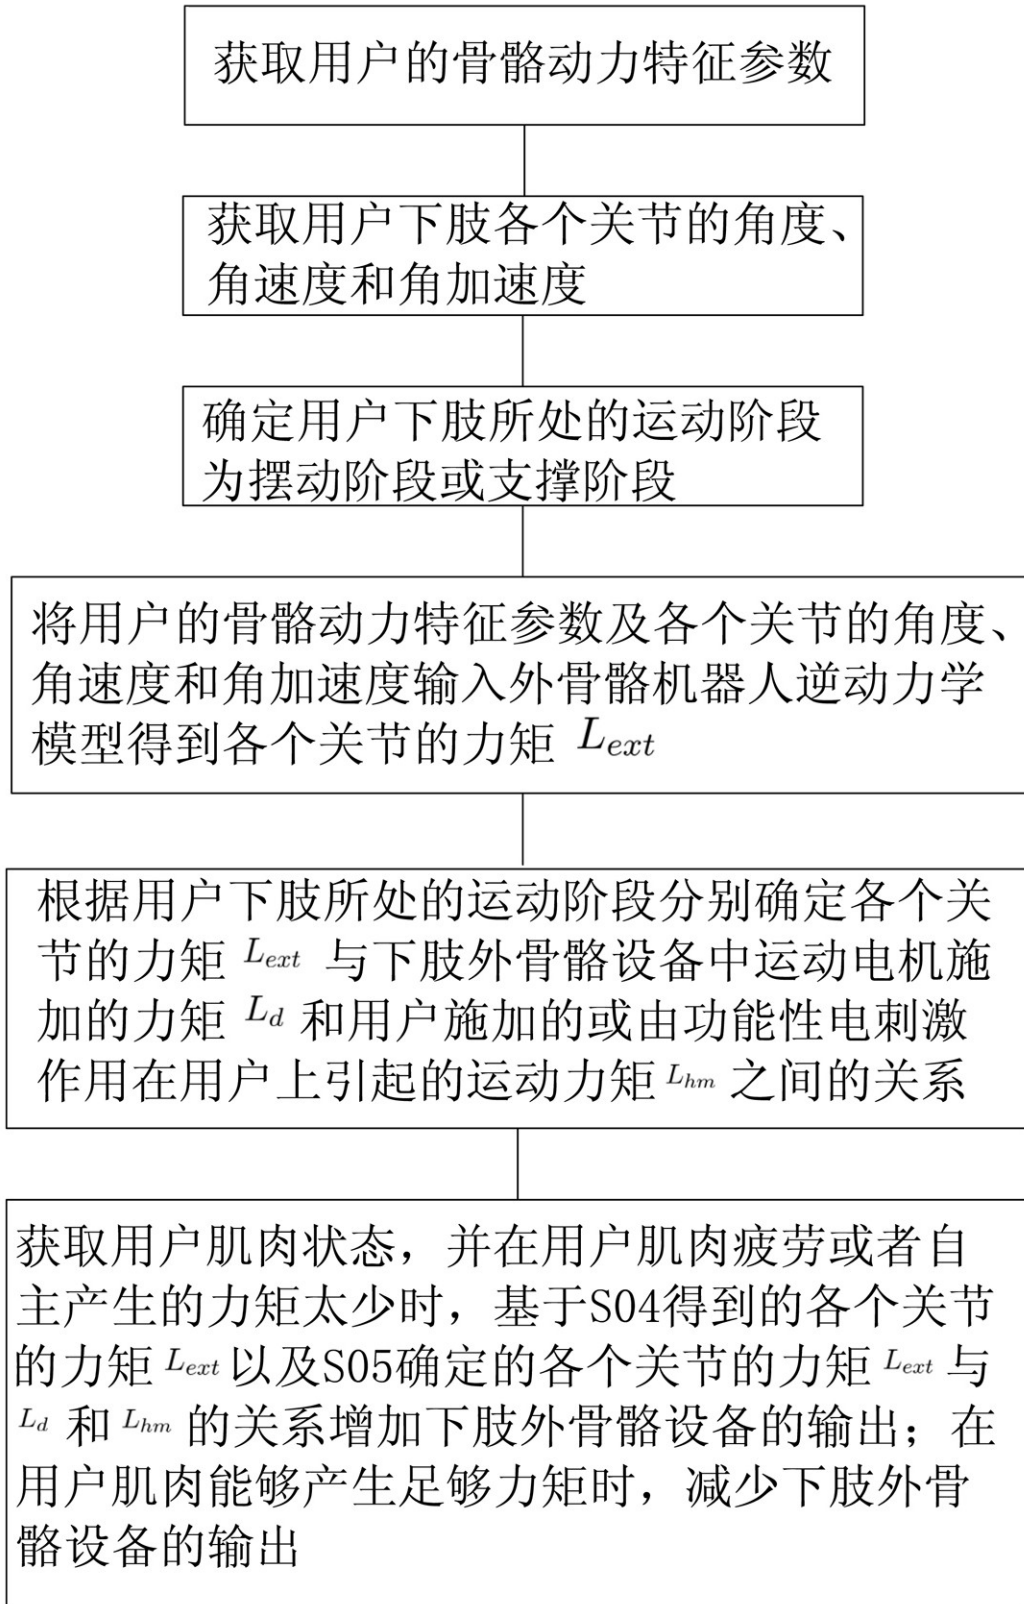 获取用户的骨骼动力特征参数
获取用户下肢各个关节的角度、
角速度和角加速度
确定用户下肢所处的运动阶段
为摆动阶段或支撑阶段
将用户的骨骼动力特征参数及各个关节的角度、
角速度和角加速度输入外骨骼机器人逆动力学
模型得到各个关节的力矩 L_{ext}
根据用户下肢所处的运动阶段分别确定各个关
节的力矩 L_{ext} 与下肢外骨骼设备中运动电机施
加的力矩 L_d 和用户施加的或由功能性电刺激
作用在用户上引起的运动力矩 L_{hm} 之间的关系
获取用户肌肉状态，并在用户肌肉疲劳或者自
主产生的力矩太少时，基于S04得到的各个关节
的力矩 L_{ext} 以及S05确定的各个关节的力矩 L_{ext} 与
L_d 和 L_{hm} 的关系增加下肢外骨骼设备的输出；在
用户肌肉能够产生足够力矩时，减少下肢外骨
骼设备的输出